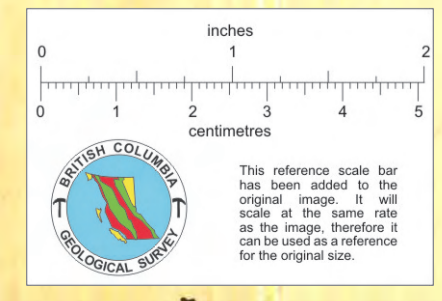 inches
0 1 2
0 1 2 3 4 5
centimetres
BRITISH COLUMBIA
GEOLOGICAL SURVEY
This reference scale bar
has been added to the
original image. It will
scale at the same rate
as the image, therefore it
can be used as a reference
for the original size.